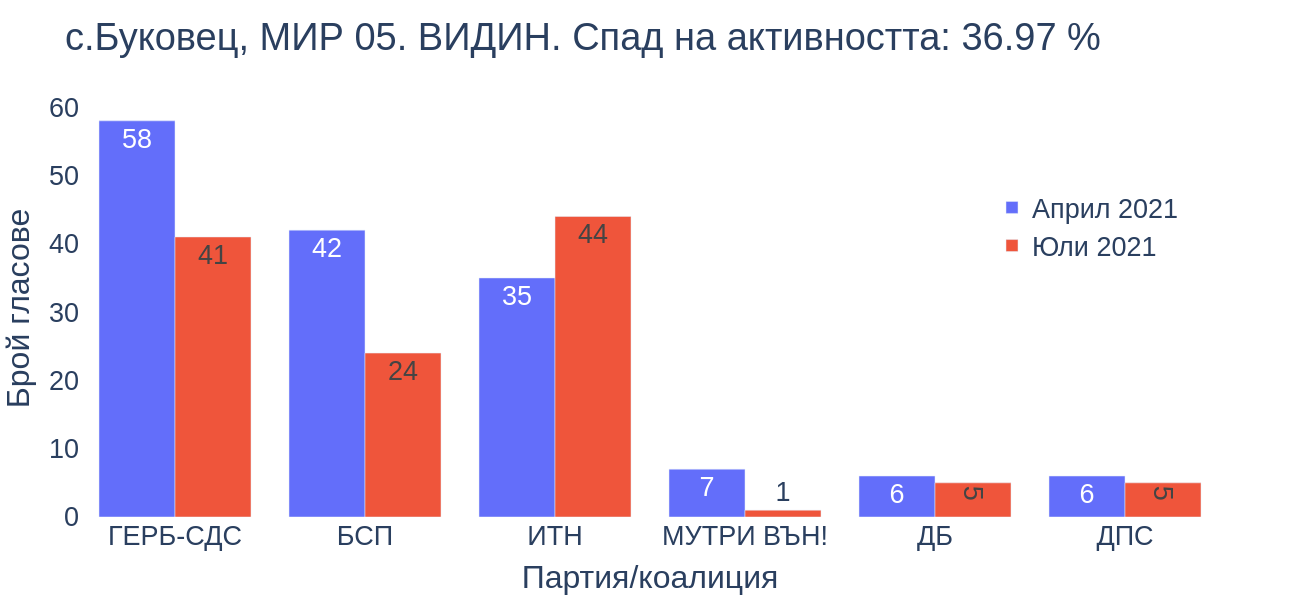 с.Буковец, МИР 05. ВИДИН. Спад на активността: 36.97 %
Брой гласове
60
50
40
30
20
10
0
58
41
42
24
35
44
7
1
6
5
6
5
Април 2021
Юли 2021
ГЕРБ-СДС
БСП
ИТН
МУТРИ ВЪН!
ДБ
ДПС
Партия/коалиция